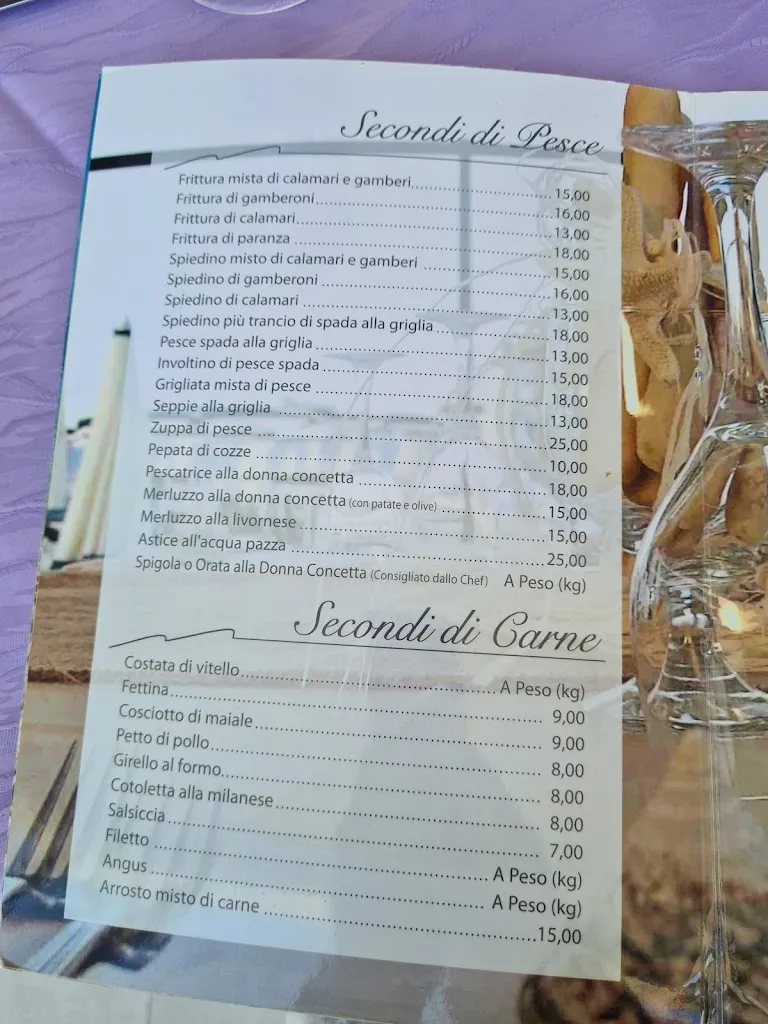 Secondi di Pesce
Frittura mista di calamari e gamberi 15,00
Frittura di gamberoni 16,00
Frittura di calamari 13,00
Frittura di paranza 18,00
Spiedino misto di calamari e gamberi 15,00
Spiedino di gamberoni 16,00
Spiedino di calamari 13,00
Spiedino più trancio di spada alla griglia 18,00
Pesce spada alla griglia 13,00
Involtino di pesce spada 15,00
Grigliata mista di pesce 18,00
Seppie alla griglia 13,00
Zuppa di pesce 25,00
Pepata di cozze 10,00
Pescatrice alla donna concetta 18,00
Merluzzo alla donna concetta (con patate e olive) 15,00
Merluzzo alla livornese 15,00
Astice all'acqua pazza 25,00
Spigola o Orata alla Donna Concetta (Consigliato dallo Chef) A Peso (kg)
Secondi di Carne
Costata di vitello A Peso (kg)
Fettina 9,00
Cosciotto di maiale 9,00
Petto di pollo 8,00
Girello al formo 8,00
Cotoletta alla milanese 8,00
Salsiccia 7,00
Filetto A Peso (kg)
Angus A Peso (kg)
Arrosto misto di carne 15,00